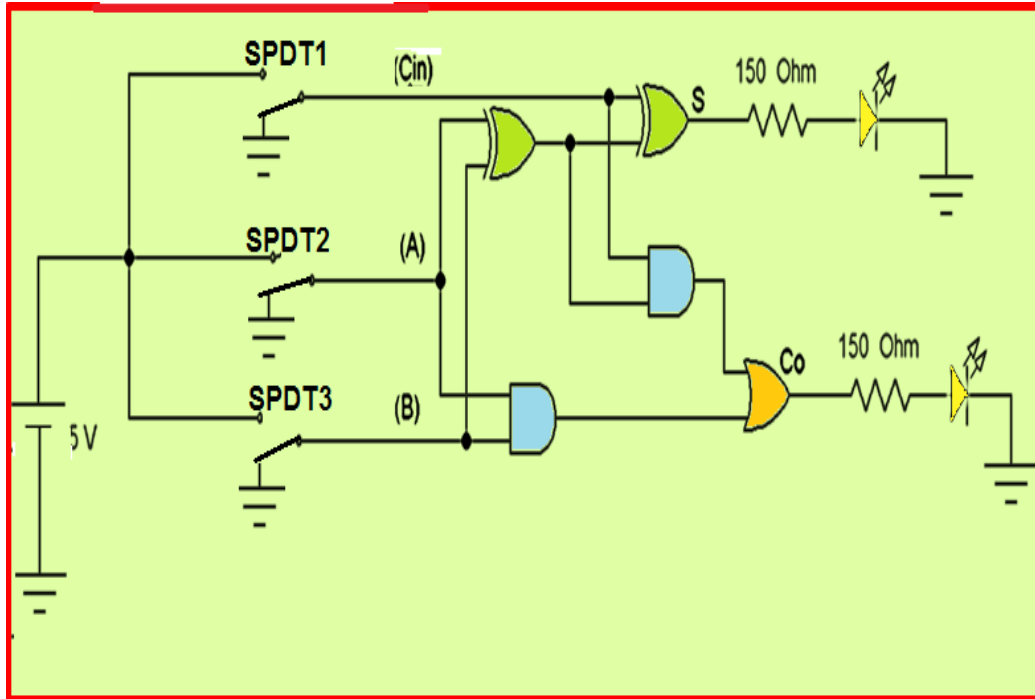 SPDT1
(Cin)
150 Ohm
S
SPDT2
(A)
150 Ohm
SPDT3
(B)
Co
5 V